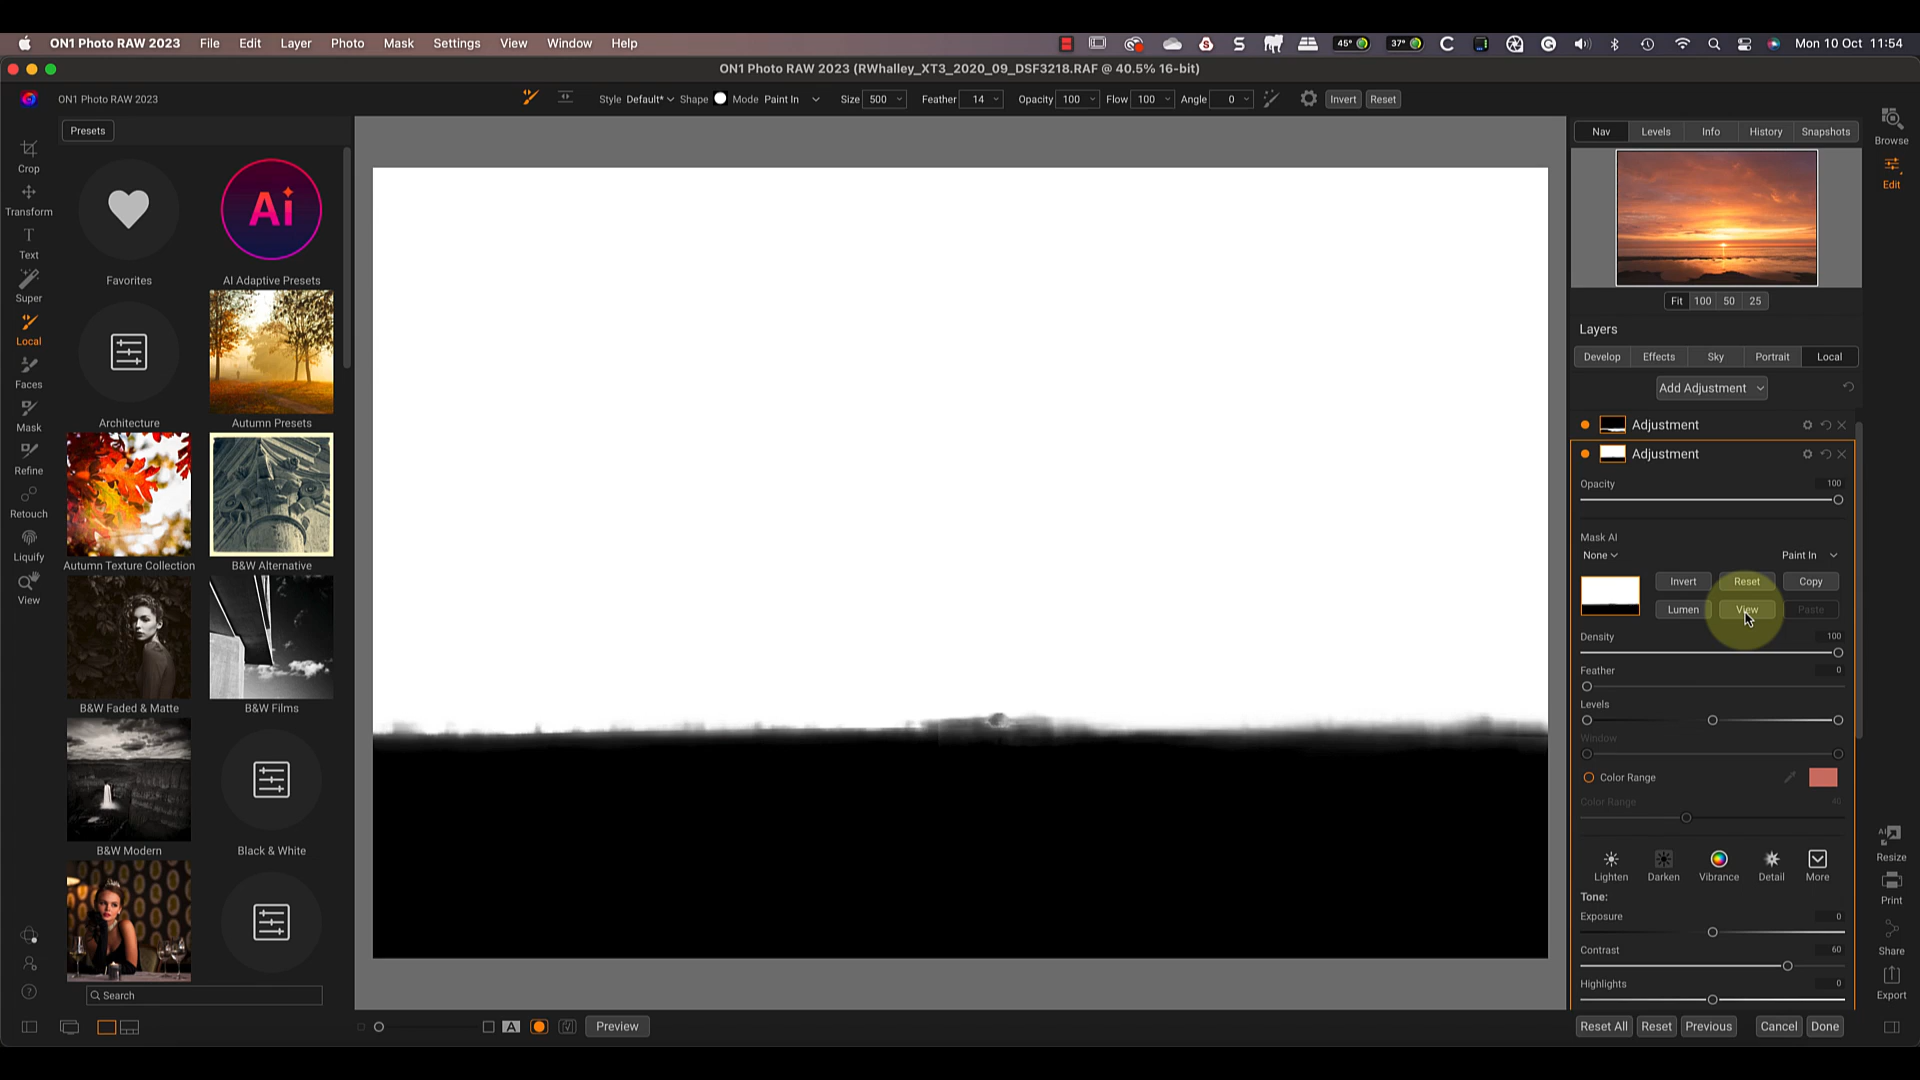 ON1 Photo RAW 2023 File Edit Layer Photo Mask Settings View Window Help 45° 37° Mon 10 Oct 11:54
ON1 Photo RAW 2023 (RWhalley_XT3_2020_09_DSF3218.RAF @ 40.5% 16-bit)
ON1 Photo RAW 2023 Style Default* Shape Mode Paint In Size 500 Feather 14 Opacity 100 Flow 100 Angle 0 Invert Reset
Presets
Crop
Transform
Text
Super
Local
Faces
Mask
Refine
Retouch
Liquify
View
Ai
Favorites AI Adaptive Presets
Architecture Autumn Presets
Autumn Texture Collection B&W Alternative
B&W Faded & Matte B&W Films
B&W Modern Black & White
Search
A Preview
Nav Levels Info History Snapshots
Fit 100 50 25
Layers
Develop Effects Sky Portrait Local
Add Adjustment
Adjustment
Adjustment
Opacity 100
Mask AI
None Paint In
Invert Reset Copy
Lumen View Paste
Density 100
Feather 0
Levels
Window
Color Range
Color Range 40
Lighten Darken Vibrance Detail More
Tone:
Exposure 0
Contrast 60
Highlights 0
Reset All Reset Previous Cancel Done
Browse
Edit
AI
Resize
Print
Share
Export